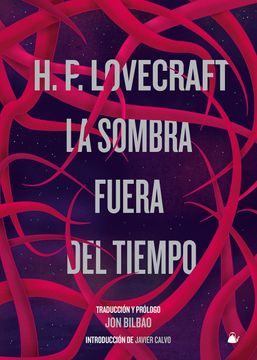 H. P. LOVECRAFT
LA SOMBRA
FUERA
DEL TIEMPO
TRADUCCIÓN Y PRÓLOGO
JON BILBAO
INTRODUCCIÓN DE JAVIER CALVO